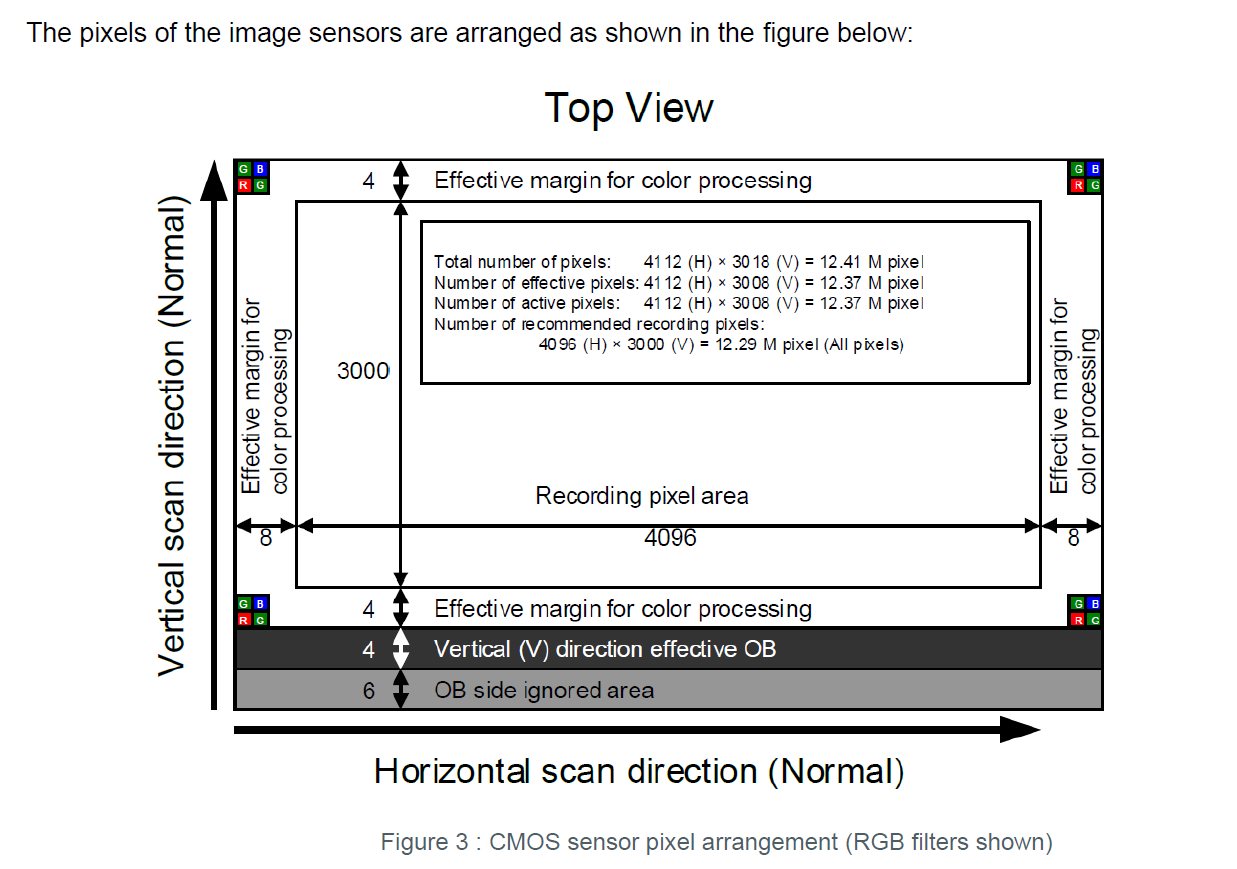 The pixels of the image sensors are arranged as shown in the figure below:
Top View
G B
R G
4
Effective margin for color processing
G B
R G
Vertical scan direction (Normal)
Effective margin for
color processing
Total number of pixels: 4112 (H) × 3018 (V) = 12.41 M pixel
Number of effective pixels: 4112 (H) × 3008 (V) = 12.37 M pixel
Number of active pixels: 4112 (H) × 3008 (V) = 12.37 M pixel
Number of recommended recording pixels:
4096 (H) × 3000 (V) = 12.29 M pixel (All pixels)
3000
Effective margin for
color processing
Recording pixel area
8
4096
8
G B
R G
4
Effective margin for color processing
G B
R G
4
Vertical (V) direction effective OB
6
OB side ignored area
Horizontal scan direction (Normal)
Figure 3 : CMOS sensor pixel arrangement (RGB filters shown)